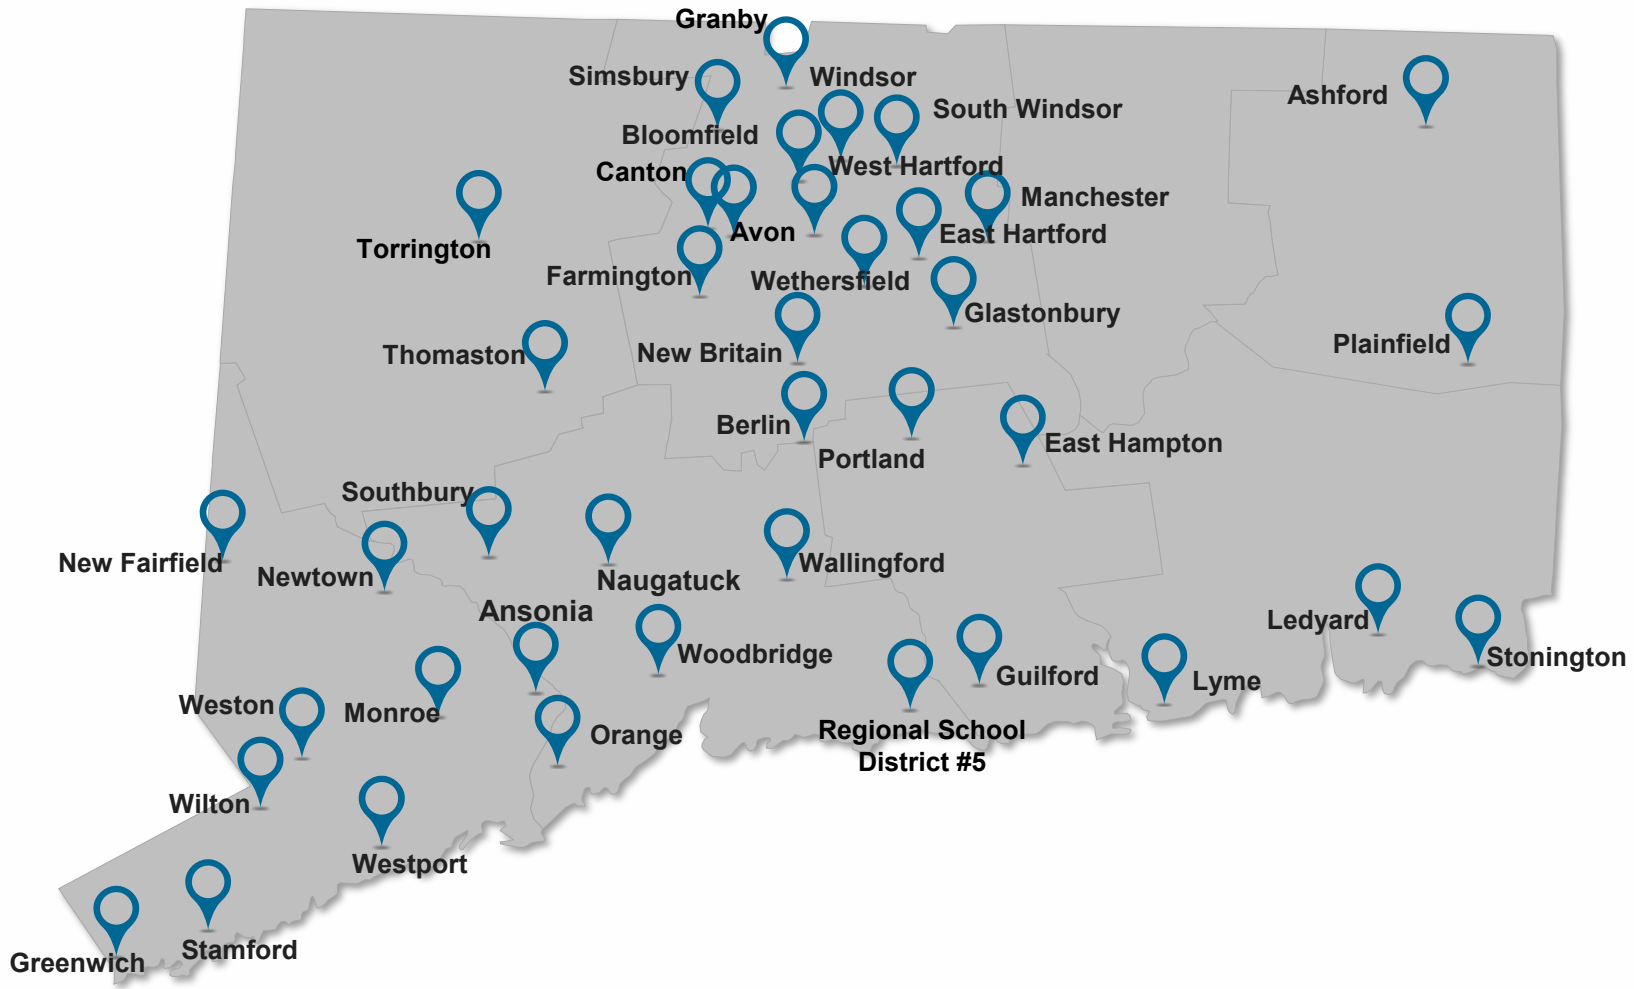 Granby
Simsbury
Windsor
Ashford
South Windsor
Bloomfield
West Hartford
Canton
Manchester
Avon
East Hartford
Torrington
Farmington
Wethersfield
Glastonbury
Plainfield
New Britain
Thomaston
Berlin
East Hampton
Portland
Southbury
New Fairfield
Wallingford
Newtown
Naugatuck
Ansonia
Ledyard
Woodbridge
Stonington
Guilford
Lyme
Weston
Monroe
Regional School
District #5
Orange
Wilton
Westport
Stamford
Greenwich